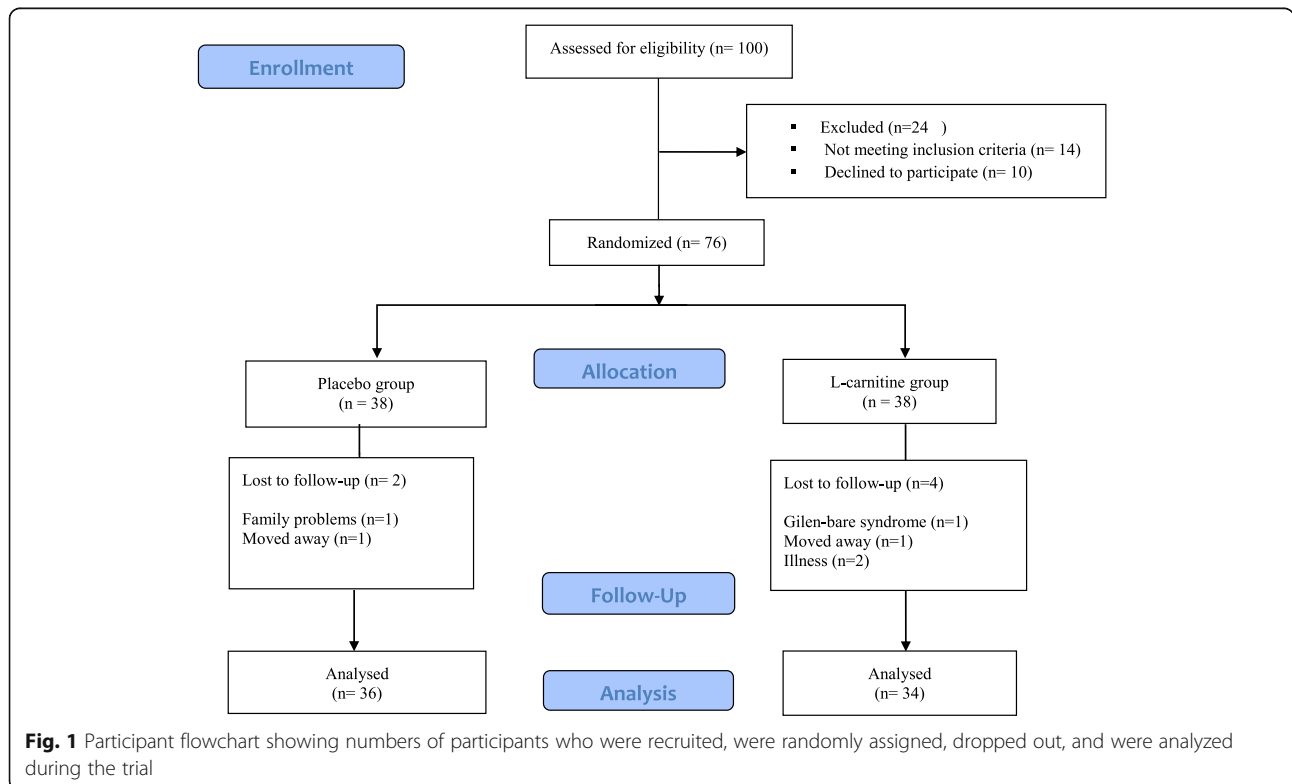 Assessed for eligibility (n= 100)
Enrollment
▪ Excluded (n=24 )
▪ Not meeting inclusion criteria (n= 14)
▪ Declined to participate (n= 10)
Randomized (n= 76)
Allocation
Placebo group
(n = 38)
L-carnitine group
(n = 38)
Lost to follow-up (n= 2)
Family problems (n=1)
Moved away (n=1)
Lost to follow-up (n=4)
Gilen-bare syndrome (n=1)
Moved away (n=1)
Illness (n=2)
Follow-Up
Analysed
(n= 36)
Analysed
(n= 34)
Analysis
Fig. 1 Participant flowchart showing numbers of participants who were recruited, were randomly assigned, dropped out, and were analyzed
during the trial